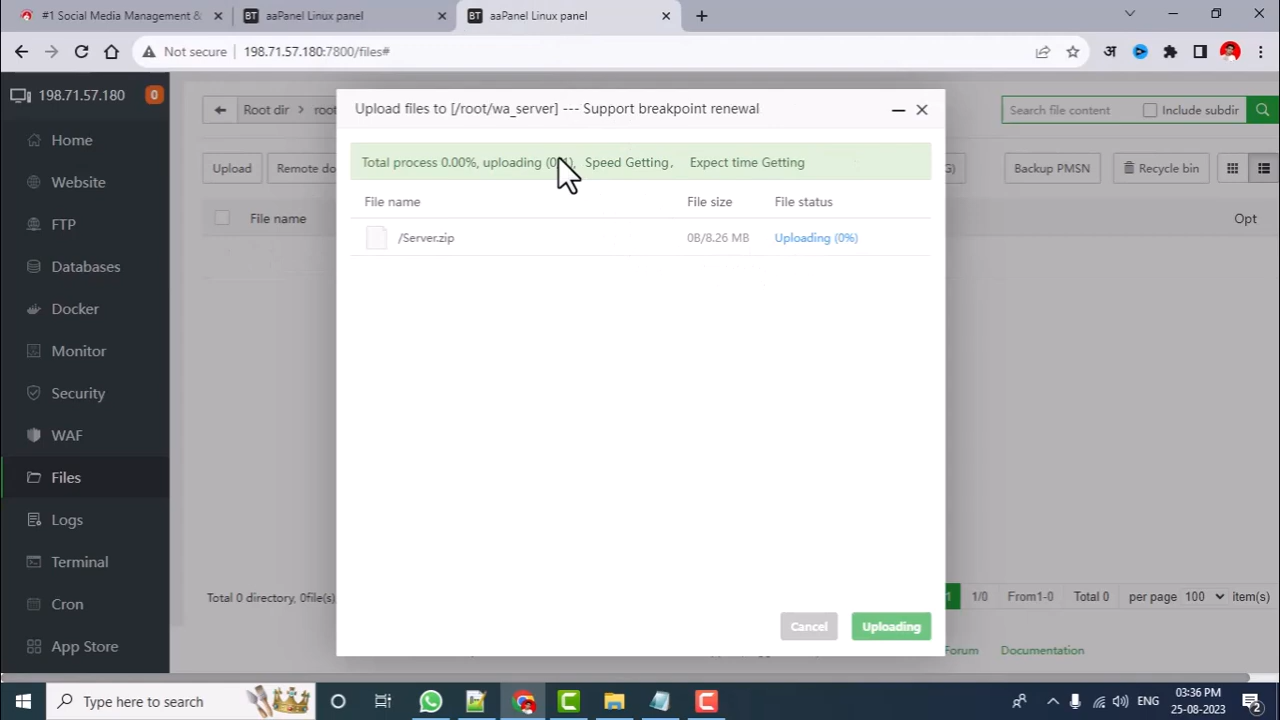 #1 Social Media Management &
aaPanel Linux panel
aaPanel Linux panel
Not secure
198.71.57.180:7800/files#
198.71.57.180
0
Home
Website
FTP
Databases
Docker
Monitor
Security
WAF
Files
Logs
Terminal
Cron
App Store
Root dir
Search file content
Include subdir
Upload
Backup PMSN
Recycle bin
File name
Opt
Upload files to [/root/wa_server] --- Support breakpoint renewal
Total process 0.00%, uploading Speed Getting, Expect time Getting
File name
File size
File status
/Server.zip
0B/8.26 MB
Uploading (0%)
Cancel
Uploading
Total 0 directory, 0file(s)
1
1/0
From1-0
Total 0
per page
100
item(s)
Forum
Documentation
Type here to search
ENG
03:36 PM
25-08-2023
2